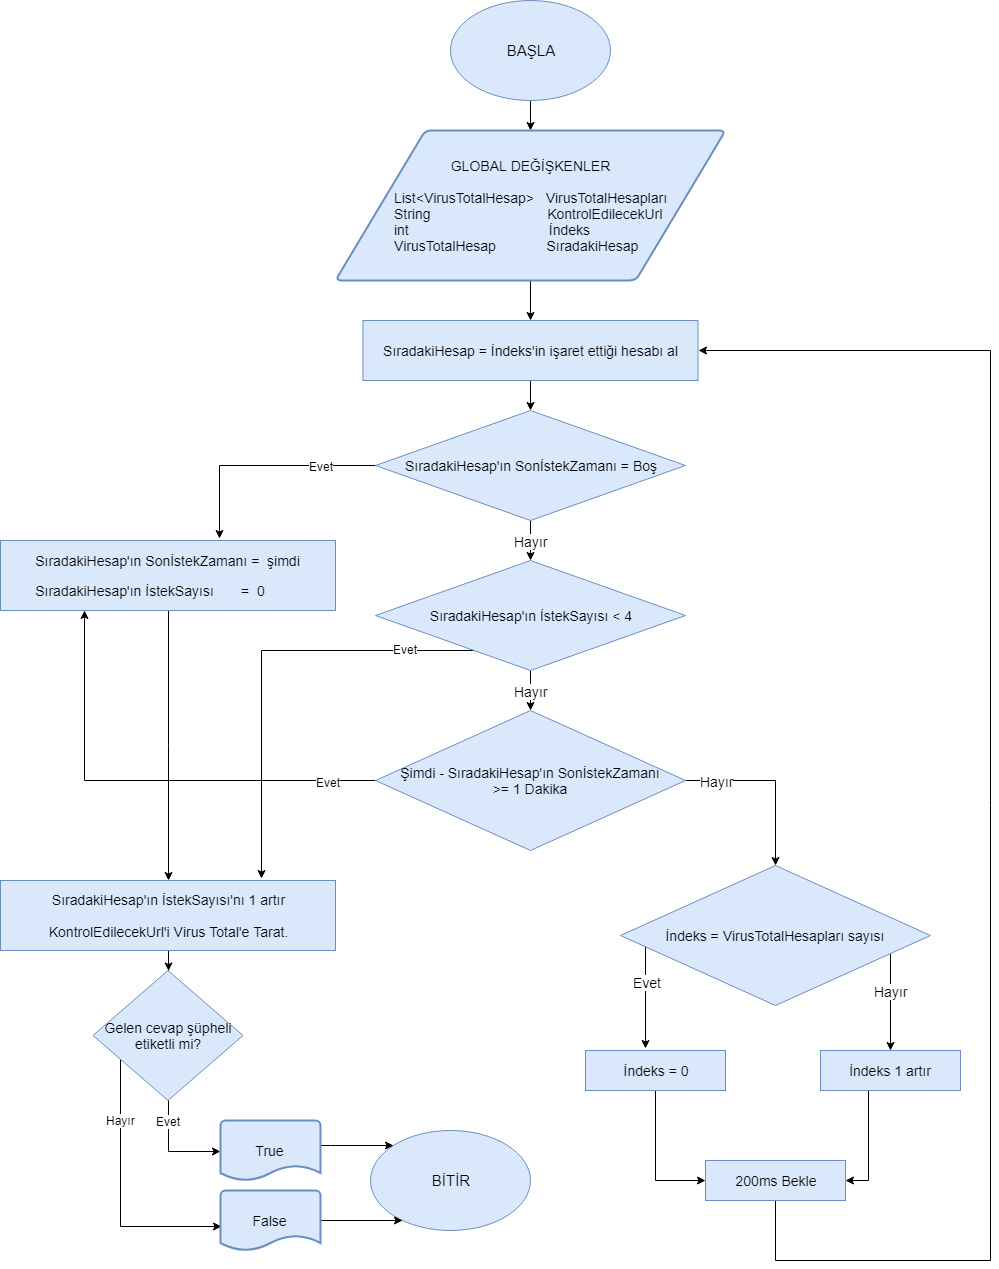 BAŞLA
GLOBAL DEĞİŞKENLER
List<VirusTotalHesap> VirusTotalHesapları
String KontrolEdilecekUrl
int İndeks
VirusTotalHesap SıradakiHesap
SıradakiHesap = İndeks'in işaret ettiği hesabı al
SıradakiHesap'ın SonİstekZamanı = Boş
Evet
Hayır
SıradakiHesap'ın SonİstekZamanı = şimdi
SıradakiHesap'ın İstekSayısı = 0
SıradakiHesap'ın İstekSayısı < 4
Evet
Hayır
Şimdi - SıradakiHesap'ın SonİstekZamanı
>= 1 Dakika
Evet
Hayır
SıradakiHesap'ın İstekSayısı'nı 1 artır
KontrolEdilecekUrl'i Virus Total'e Tarat.
İndeks = VirusTotalHesapları sayısı
Evet
Hayır
Gelen cevap şüpheli
etiketli mi?
İndeks = 0
İndeks 1 artır
Hayır
Evet
True
False
BİTİR
200ms Bekle